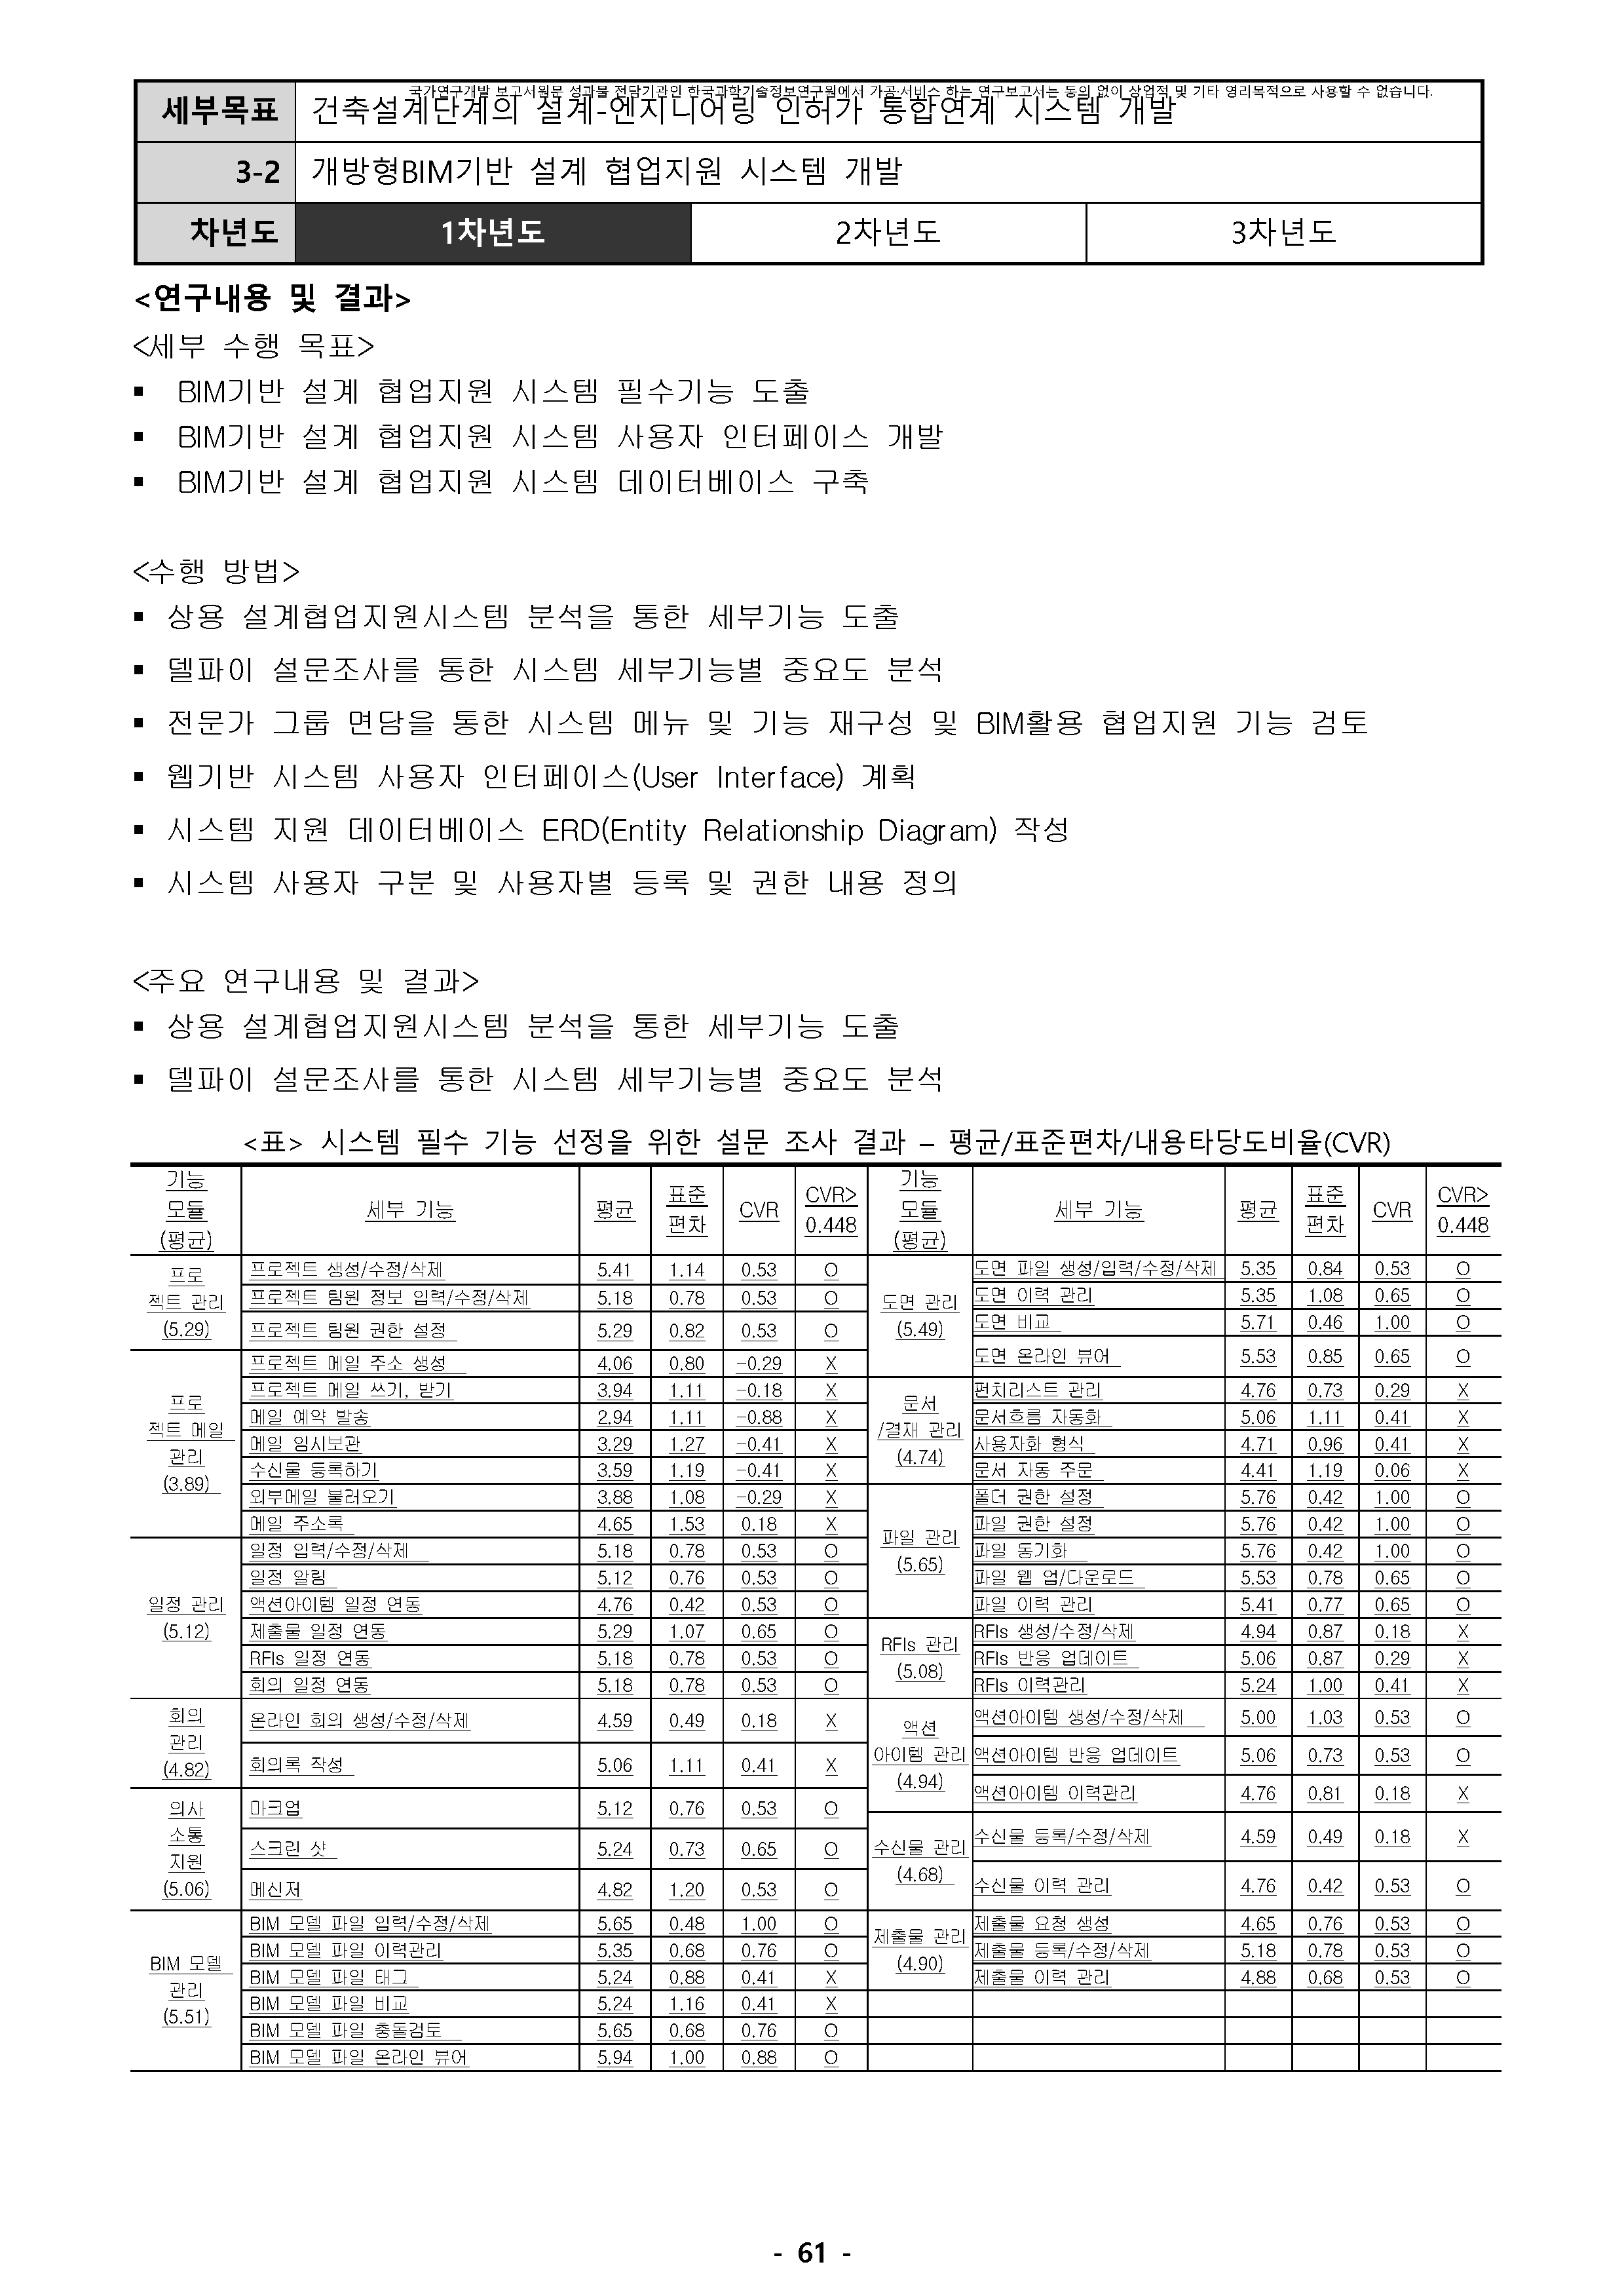 국가연구개발 보고서원문 성과물 전담기관인 한국과학기술정보연구원에서 가공·서비스 하는 연구보고서는 동의 없이 상업적 및 기타 영리목적으로 사용할 수 없습니다.
세부목표 건축설계단계의 설계-엔지니어링 인허가 통합연계 시스템 개발
3-2 개방형BIM기반 설계 협업지원 시스템 개발
차년도 1차년도 2차년도 3차년도
<연구내용 및 결과>
<세부 수행 목표>
▪ BIM기반 설계 협업지원 시스템 필수기능 도출
▪ BIM기반 설계 협업지원 시스템 사용자 인터페이스 개발
▪ BIM기반 설계 협업지원 시스템 데이터베이스 구축
<수행 방법>
▪ 상용 설계협업지원시스템 분석을 통한 세부기능 도출
▪ 델파이 설문조사를 통한 시스템 세부기능별 중요도 분석
▪ 전문가 그룹 면담을 통한 시스템 메뉴 및 기능 재구성 및 BIM활용 협업지원 기능 검토
▪ 웹기반 시스템 사용자 인터페이스(User Interface) 계획
▪ 시스템 지원 데이터베이스 ERD(Entity Relationship Diagram) 작성
▪ 시스템 사용자 구분 및 사용자별 등록 및 권한 내용 정의
<주요 연구내용 및 결과>
▪ 상용 설계협업지원시스템 분석을 통한 세부기능 도출
▪ 델파이 설문조사를 통한 시스템 세부기능별 중요도 분석
<표> 시스템 필수 기능 선정을 위한 설문 조사 결과 – 평균/표준편차/내용타당도비율(CVR)
기능 모듈 (평균) 세부 기능 평균 표준 편차 CVR CVR> 0.448
프로젝트 관리 (5.29)
프로젝트 생성/수정/삭제 5.41 1.14 0.53 O
프로젝트 팀원 정보 입력/수정/삭제 5.18 0.78 0.53 O
프로젝트 팀원 권한 설정 5.29 0.82 0.53 O
프로젝트 메일 관리 (3.89)
프로젝트 메일 주소 생성 4.06 0.80 -0.29 X
프로젝트 메일 쓰기, 받기 3.94 1.11 -0.18 X
메일 예약 발송 2.94 1.11 -0.88 X
메일 임시보관 3.29 1.27 -0.41 X
수신물 등록하기 3.59 1.19 -0.41 X
외부메일 불러오기 3.88 1.08 -0.29 X
메일 주소록 4.65 1.53 0.18 X
일정 관리 (5.12)
일정 입력/수정/삭제 5.18 0.78 0.53 O
일정 알림 5.12 0.76 0.53 O
액션아이템 일정 연동 4.76 0.42 0.53 O
제출물 일정 연동 5.29 1.07 0.65 O
RFIs 일정 연동 5.18 0.78 0.53 O
회의 일정 연동 5.18 0.78 0.53 O
회의 관리 (4.82)
온라인 회의 생성/수정/삭제 4.59 0.49 0.18 X
회의록 작성 5.06 1.11 0.41 X
의사 소통 지원 (5.06)
마크업 5.12 0.76 0.53 O
스크린 샷 5.24 0.73 0.65 O
메신저 4.82 1.20 0.53 O
BIM 모델 관리 (5.51)
BIM 모델 파일 입력/수정/삭제 5.65 0.48 1.00 O
BIM 모델 파일 이력관리 5.35 0.68 0.76 O
BIM 모델 파일 태그 5.24 0.88 0.41 X
BIM 모델 파일 비교 5.24 1.16 0.41 X
BIM 모델 파일 충돌검토 5.65 0.68 0.76 O
BIM 모델 파일 온라인 뷰어 5.94 1.00 0.88 O
기능 모듈 (평균) 세부 기능 평균 표준 편차 CVR CVR> 0.448
도면 관리 (5.49)
도면 파일 생성/입력/수정/삭제 5.35 0.84 0.53 O
도면 이력 관리 5.35 1.08 0.65 O
도면 비교 5.71 0.46 1.00 O
도면 온라인 뷰어 5.53 0.85 0.65 O
문서/결재 관리 (4.74)
펀치리스트 관리 4.76 0.73 0.29 X
문서흐름 자동화 5.06 1.11 0.41 X
사용자화 형식 4.71 0.96 0.41 X
문서 자동 주문 4.41 1.19 0.06 X
파일 관리 (5.65)
폴더 권한 설정 5.76 0.42 1.00 O
파일 권한 설정 5.76 0.42 1.00 O
파일 동기화 5.76 0.42 1.00 O
파일 웹 업/다운로드 5.53 0.78 0.65 O
파일 이력 관리 5.41 0.77 0.65 O
RFIs 관리 (5.08)
RFIs 생성/수정/삭제 4.94 0.87 0.18 X
RFIs 반응 업데이트 5.06 0.87 0.29 X
RFIs 이력관리 5.24 1.00 0.41 X
액션 아이템 관리 (4.94)
액션아이템 생성/수정/삭제 5.00 1.03 0.53 O
액션아이템 반응 업데이트 5.06 0.73 0.53 O
액션아이템 이력관리 4.76 0.81 0.18 X
수신물 관리 (4.68)
수신물 등록/수정/삭제 4.59 0.49 0.18 X
수신물 이력 관리 4.76 0.42 0.53 O
제출물 관리 (4.90)
제출물 요청 생성 4.65 0.76 0.53 O
제출물 등록/수정/삭제 5.18 0.78 0.53 O
제출물 이력 관리 4.88 0.68 0.53 O
- 61 -